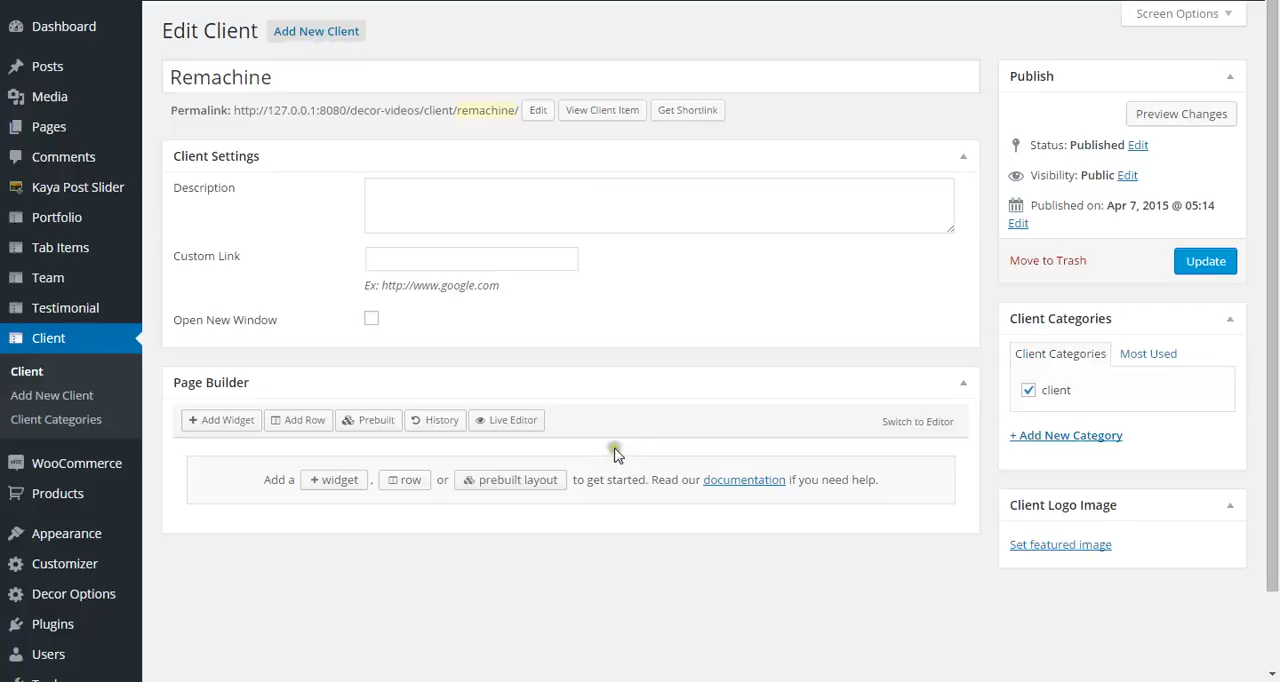 Dashboard
Posts
Media
Pages
Comments
Kaya Post Slider
Portfolio
Tab Items
Team
Testimonial
Client
Client
Add New Client
Client Categories
WooCommerce
Products
Appearance
Customizer
Decor Options
Plugins
Users
Screen Options
Edit Client Add New Client
Remachine
Permalink: http://127.0.0.1:8080/decor-videos/client/remachine/ Edit View Client Item Get Shortlink
Client Settings
Description
Custom Link
Ex: http://www.google.com
Open New Window
Page Builder
Add Widget Add Row Prebuilt History Live Editor Switch to Editor
Add a + widget , row or prebuilt layout to get started. Read our documentation if you need help.
Publish
Preview Changes
Status: Published Edit
Visibility: Public Edit
Published on: Apr 7, 2015 @ 05:14
Edit
Move to Trash Update
Client Categories
Client Categories Most Used
client
+ Add New Category
Client Logo Image
Set featured image